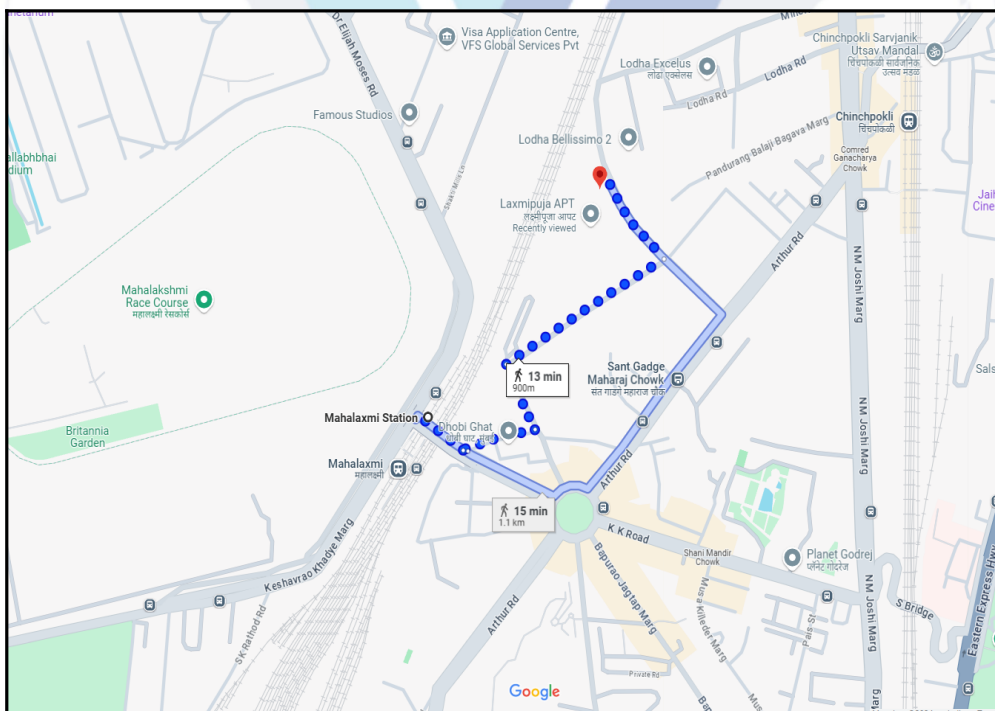 Visa Application Centre,
VFS Global Services Pvt
Dr Elijah Moses Rd
Famous Studios
Lodha Excelus
लोढा एक्सेलस
Lodha Rd
Lodha Rd
Chinchpokli Sarvjanik
Utsav Mandal
चिंचपोकळी सार्वजनिक
उत्सव मंडळ
Chinchpokli
चिंचपोकळी
Comred
Ganacharya
Chowk
Lodha Bellissimo 2
Pandurang Balaji Bagava Marg
Shakti Mills Ln
Laxmipuja APT
लक्ष्मीपूजा आपट
Recently viewed
Arthur Rd
NM Joshi Marg
Mahalakshmi
Race Course
महालक्ष्मी रेसकोर्स
13 min
900m
Sant Gadge
Maharaj Chowk
संत गाडगे महाराज चौक
Mahalaxmi Station
Dhobi Ghat
Britannia
Garden
Mahalaxmi
महालक्ष्मी
NM Joshi Marg
Arthur Rd
15 min
1.1 km
K K Road
Shani Mandir
Chowk
Planet Godrej
प्लॅनेट गोदरेज
Keshavrao Khadye Marg
SK Rathod Rd
Arthur Rd
Bapurao Jagtap Marg
Musa Killedar Marg
Pais St
NM Joshi Marg
S Bridge
Eastern Express Hwy
Private Rd
Google